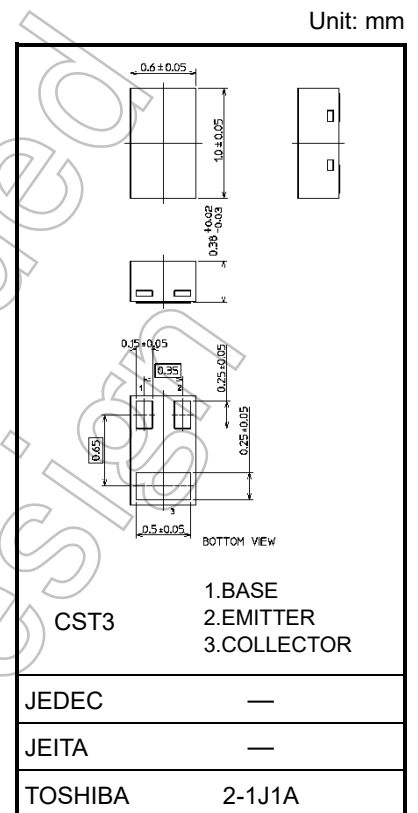 Unit: mm
0.6±0.05
1.0±0.05
0.38 +0.02 -0.03
0.15±0.05
0.35
1 2
0.25±0.05
0.65
0.25±0.05
3
0.5±0.05
BOTTOM VIEW
CST3
1.BASE
2.EMITTER
3.COLLECTOR
JEDEC —
JEITA —
TOSHIBA 2-1J1A